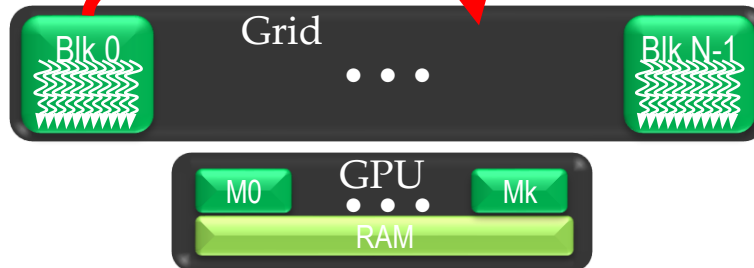 Blk 0 Grid Blk N-1
• • •
M0 GPU Mk
• • •
RAM